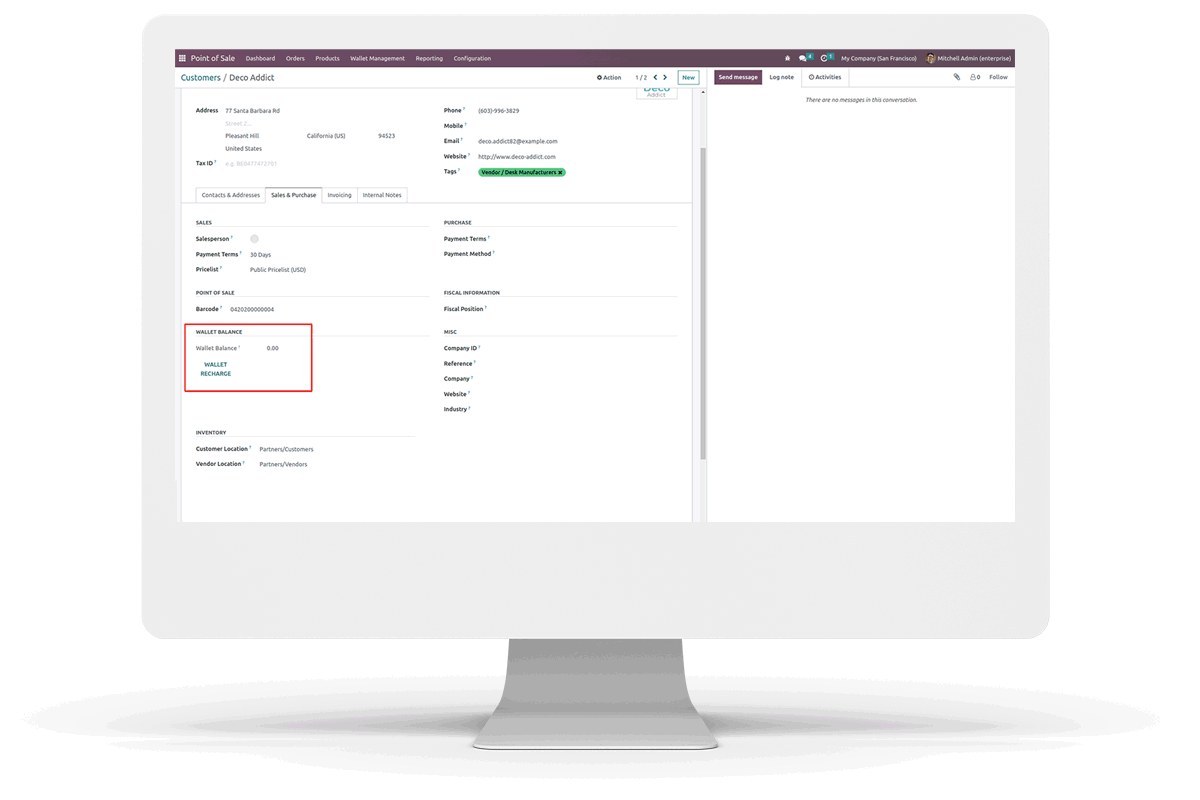 Point of Sale Dashboard Orders Products Wallet Management Reporting Configuration
4 5 My Company (San Francisco) Mitchell Admin (enterprise)
Customers / Deco Addict Action 1 / 2 New
Send message Log note Activities 0 Follow
There are no messages in this conversation.
Deco
Addict
Address 77 Santa Barbara Rd
Street 2...
Pleasant Hill California (US) 94523
United States
Tax ID ? e.g. BE0477472701
Phone ? (603)-996-3829
Mobile ?
Email ? deco.addict82@example.com
Website ? http://www.deco-addict.com
Tags ? Vendor / Desk Manufacturers ×
Contacts & Addresses Sales & Purchase Invoicing Internal Notes
SALES
Salesperson ?
Payment Terms ? 30 Days
Pricelist ? Public Pricelist (USD)
PURCHASE
Payment Terms ?
Payment Method ?
POINT OF SALE
Barcode ? 0420200000004
FISCAL INFORMATION
Fiscal Position ?
WALLET BALANCE
Wallet Balance ? 0.00
WALLET
RECHARGE
MISC
Company ID ?
Reference ?
Company ?
Website ?
Industry ?
INVENTORY
Customer Location ? Partners/Customers
Vendor Location ? Partners/Vendors